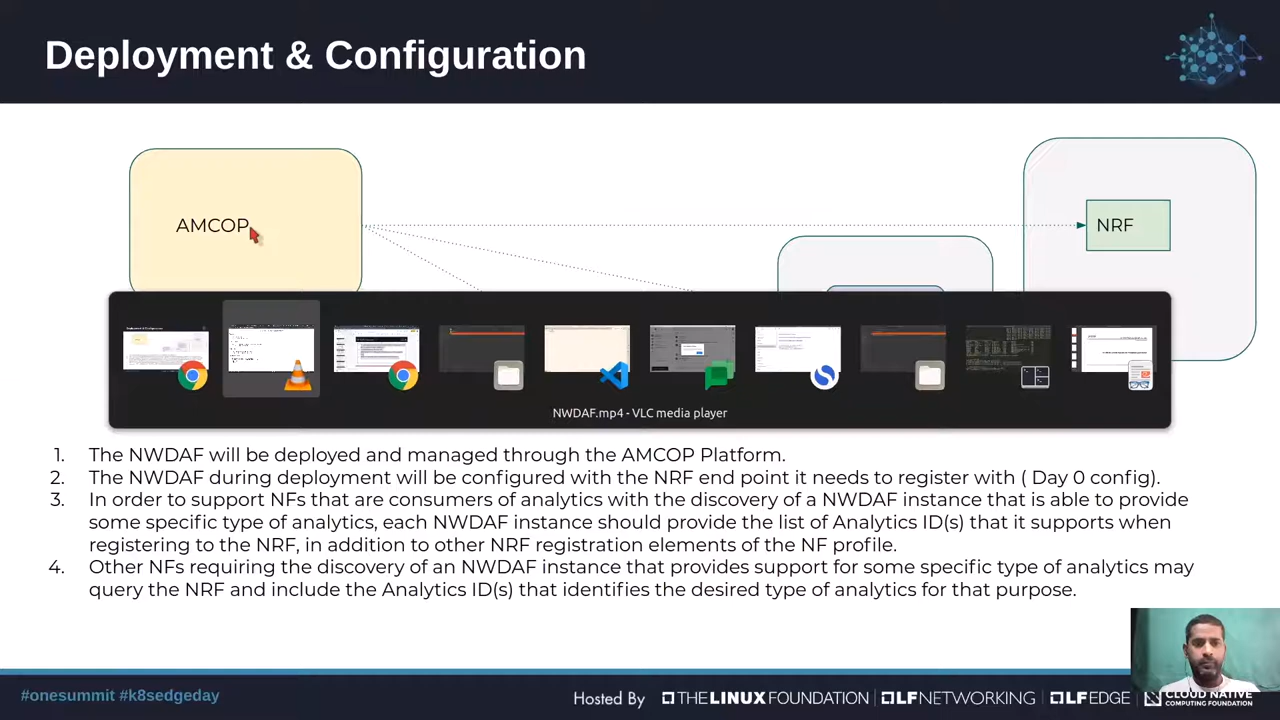 Deployment & Configuration
AMCOP
NRF
NWDAF.mp4 - VLC media player
1. The NWDAF will be deployed and managed through the AMCOP Platform.
2. The NWDAF during deployment will be configured with the NRF end point it needs to register with ( Day 0 config).
3. In order to support NFs that are consumers of analytics with the discovery of a NWDAF instance that is able to provide
some specific type of analytics, each NWDAF instance should provide the list of Analytics ID(s) that it supports when
registering to the NRF, in addition to other NRF registration elements of the NF profile.
4. Other NFs requiring the discovery of an NWDAF instance that provides support for some specific type of analytics may
query the NRF and include the Analytics ID(s) that identifies the desired type of analytics for that purpose.
#onesummit #k8sedgeday
Hosted By
THE LINUX FOUNDATION
LF NETWORKING
LF EDGE
CLOUD NATIVE
COMPUTING FOUNDATION